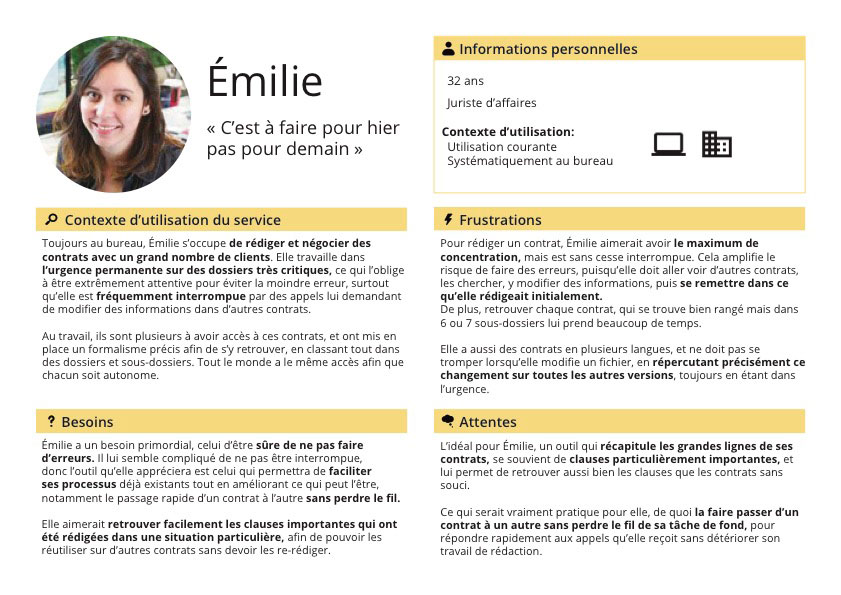 Émilie
« C’est à faire pour hier
pas pour demain »
Informations personnelles
32 ans
Juriste d’affaires
Contexte d’utilisation:
Utilisation courante
Systématiquement au bureau
Contexte d’utilisation du service
Toujours au bureau, Émilie s’occupe de rédiger et négocier des
contrats avec un grand nombre de clients. Elle travaille dans
l’urgence permanente sur des dossiers très critiques, ce qui l’oblige
à être extrêmement attentive pour éviter la moindre erreur, surtout
qu’elle est fréquemment interrompue par des appels lui demandant
de modifier des informations dans d’autres contrats.
Au travail, ils sont plusieurs à avoir accès à ces contrats, et ont mis en
place un formalisme précis afin de s’y retrouver, en classant tout dans
des dossiers et sous-dossiers. Tout le monde a le même accès afin que
chacun soit autonome.
Frustrations
Pour rédiger un contrat, Émilie aimerait avoir le maximum de
concentration, mais est sans cesse interrompue. Cela amplifie le
risque de faire des erreurs, puisqu’elle doit aller voir d’autres contrats,
les chercher, y modifier des informations, puis se remettre dans ce
qu’elle rédigeait initialement.
De plus, retrouver chaque contrat, qui se trouve bien rangé mais dans
6 ou 7 sous-dossiers lui prend beaucoup de temps.
Elle a aussi des contrats en plusieurs langues, et ne doit pas se
tromper lorsqu’elle modifie un fichier, en répercutant précisément ce
changement sur toutes les autres versions, toujours en étant dans
l’urgence.
Besoins
Émilie a un besoin primordial, celui d’être sûre de ne pas faire
d’erreurs. Il lui semble compliqué de ne pas être interrompue,
donc l’outil qu’elle appréciera est celui qui permettra de faciliter
ses processus déjà existants tout en améliorant ce qui peut l’être,
notamment le passage rapide d’un contrat à l’autre sans perdre le fil.
Elle aimerait retrouver facilement les clauses importantes qui ont
été rédigées dans une situation particulière, afin de pouvoir les
réutiliser sur d’autres contrats sans devoir les re-rédiger.
Attentes
L’idéal pour Émilie, un outil qui récapitule les grandes lignes de ses
contrats, se souvient de clauses particulièrement importantes, et
lui permet de retrouver aussi bien les clauses que les contrats sans
souci.
Ce qui serait vraiment pratique pour elle, de quoi la faire passer d’un
contrat à un autre sans perdre le fil de sa tâche de fond, pour
répondre rapidement aux appels qu’elle reçoit sans détériorer son
travail de rédaction.